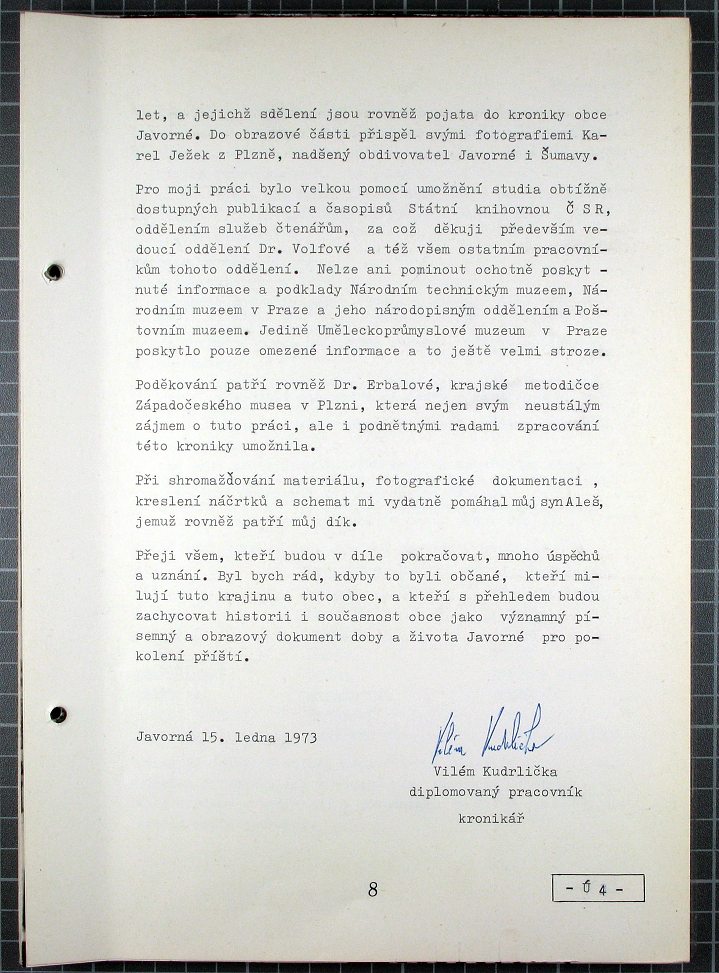 let, a jejichž sdělení jsou rovněž pojata do kroniky obce
Javorné. Do obrazové části přispěl svými fotografiemi Ka-
rel Ježek z Plzně, nadšený obdivovatel Javorné i Šumavy.
Pro moji práci bylo velkou pomocí umožnění studia obtížně
dostupných publikací a časopisů Státní knihovnou Č S R,
oddělením služeb čtenářům, za což děkuji především ve-
doucí oddělení Dr. Volfové a též všem ostatním pracovní-
kům tohoto oddělení. Nelze ani pominout ochotně poskyt -
nuté informace a podklady Národním technickým muzeem, Ná-
rodním muzeem v Praze a jeho národopisným oddělením a Poš-
tovním muzeem. Jedině Uměleckoprůmyslové muzeum v Praze
poskytlo pouze omezené informace a to ještě velmi stroze.
Poděkování patří rovněž Dr. Erbalové, krajské metodičce
Západočeského musea v Plzni, která nejen svým neustálým
zájmem o tuto práci, ale i podnětnými radami zpracování
této kroniky umožnila.
Při shromažďování materiálu, fotografické dokumentaci ,
kreslení náčrtků a schemat mi vydatně pomáhal můj syn Aleš,
jemuž rovněž patří můj dík.
Přeji všem, kteří budou v díle pokračovat, mnoho úspěchů
a uznání. Byl bych rád, kdyby to byli občané, kteří mi-
lují tuto krajinu a tuto obec, a kteří s přehledem budou
zachycovat historii i současnost obce jako významný pí-
semný a obrazový dokument doby a života Javorné pro po-
kolení příští.
Javorná 15. ledna 1973
Vilém Kudrlička
Vilém Kudrlička
diplomovaný pracovník
kronikář
8
- Ú 4 -